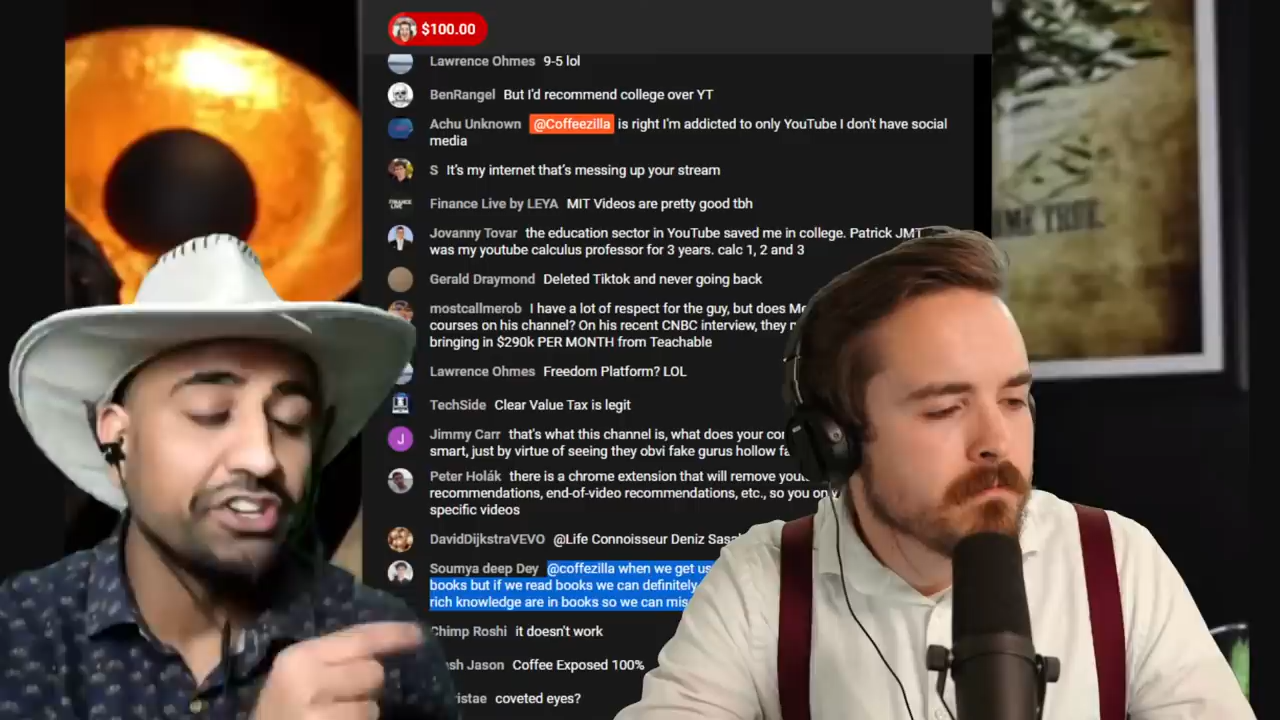 $100.00
Lawrence Ohmes 9-5 lol
BenRangel But I'd recommend college over YT
Achu Unknown @Coffeezilla is right I'm addicted to only YouTube I don't have social
media
S It's my internet that's messing up your stream
FINANCE LIVE Finance Live by LEYA MIT Videos are pretty good tbh
Jovanny Tovar the education sector in YouTube saved me in college. Patrick JMT
was my youtube calculus professor for 3 years. calc 1, 2 and 3
Gerald Draymond Deleted Tiktok and never going back
mostcallmerob I have a lot of respect for the guy, but does
courses on his channel? On his recent CNBC interview, they
bringing in $290k PER MONTH from Teachable
Lawrence Ohmes Freedom Platform? LOL
TechSide Clear Value Tax is legit
J Jimmy Carr that's what this channel is, what does your
smart, just by virtue of seeing they obvi fake gurus hollow
Peter Holák there is a chrome extension that will remove
recommendations, end-of-video recommendations, etc., so you
specific videos
DavidDijkstraVEVO @Life Connoisseur Deniz
Soumya deep Dey @coffezilla when we get
books but if we read books we can definitely
rich knowledge are in books so we can
Chimp Roshi it doesn't work
Jason Coffee Exposed 100%
coveted eyes?
TRUE